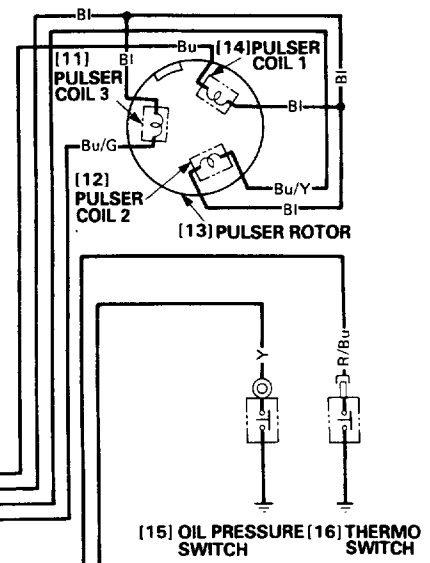 Bl
[11]
PULSER
COIL 3
Bl
Bu
[14] PULSER
COIL 1
Bl
Bl
Bu/G
[12]
PULSER
COIL 2
Bu/Y
Bl
[13] PULSER ROTOR
Y
R/Bu
[15] OIL PRESSURE
SWITCH
[16] THERMO
SWITCH